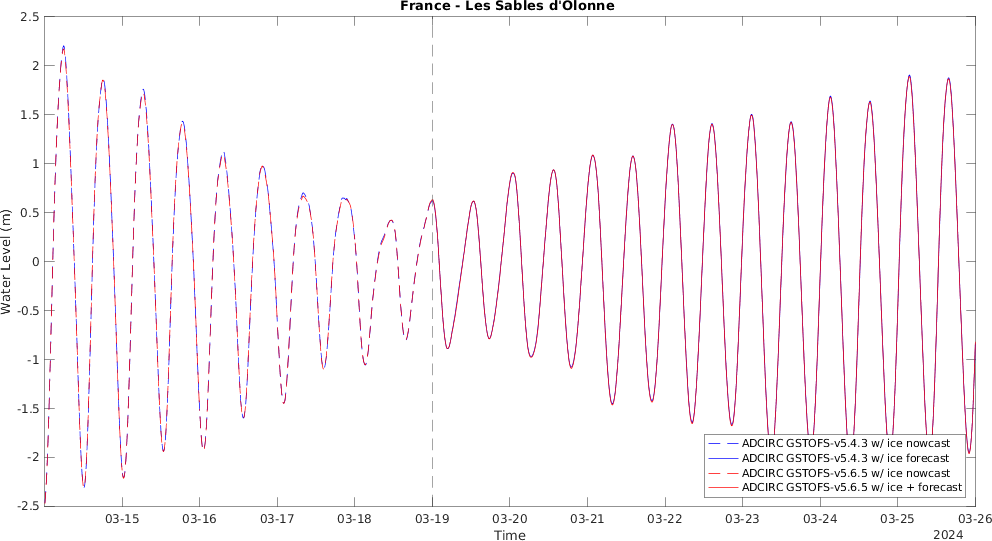 France - Les Sables d'Olonne
2.5
2
1.5
1
0.5
0
-0.5
-1
-1.5
-2
-2.5
Water Level (m)
ADCIRC GSTOFS-v5.4.3 w/ ice nowcast
ADCIRC GSTOFS-v5.4.3 w/ ice forecast
ADCIRC GSTOFS-v5.6.5 w/ ice nowcast
ADCIRC GSTOFS-v5.6.5 w/ ice + forecast
03-15 03-16 03-17 03-18 03-19 03-20 03-21 03-22 03-23 03-24 03-25 03-26
Time
2024